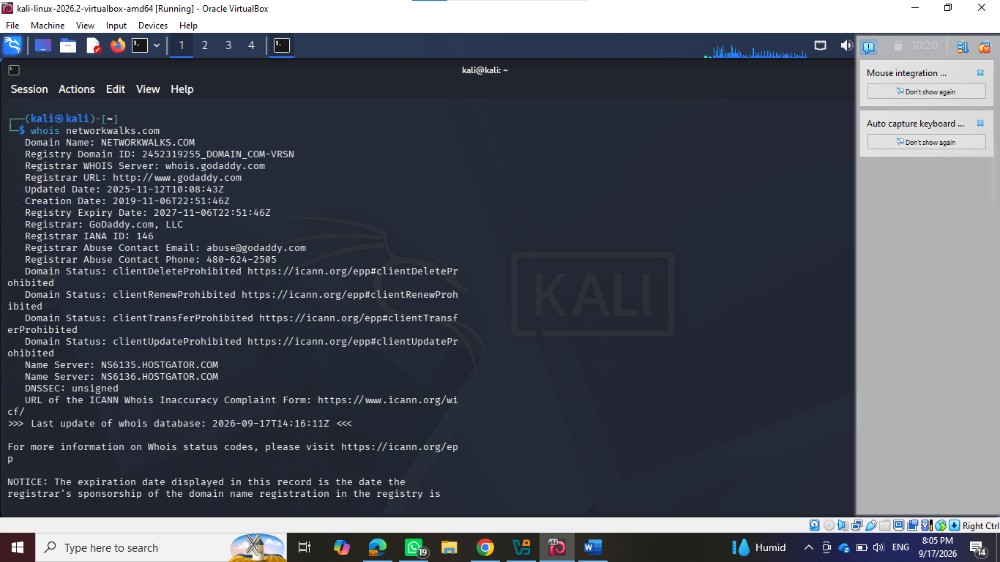 kali-linux-2026.2-virtualbox-amd64 [Running] - Oracle VirtualBox
File Machine View Input Devices Help
1 2 3 4
10:20
kali@kali: ~
Session Actions Edit View Help
Mouse integration ...
Don't show again
Auto capture keyboard ...
Don't show again
┌──(kali㉿kali)-[~]
└─$ whois networkwalks.com
Domain Name: NETWORKWALKS.COM
Registry Domain ID: 2452319255_DOMAIN_COM-VRSN
Registrar WHOIS Server: whois.godaddy.com
Registrar URL: http://www.godaddy.com
Updated Date: 2025-11-12T10:08:43Z
Creation Date: 2019-11-06T22:51:46Z
Registry Expiry Date: 2027-11-06T22:51:46Z
Registrar: GoDaddy.com, LLC
Registrar IANA ID: 146
Registrar Abuse Contact Email: abuse@godaddy.com
Registrar Abuse Contact Phone: 480-624-2505
Domain Status: clientDeleteProhibited https://icann.org/epp#clientDeletePr
ohibited
Domain Status: clientRenewProhibited https://icann.org/epp#clientRenewProh
ibited
Domain Status: clientTransferProhibited https://icann.org/epp#clientTransf
erProhibited
Domain Status: clientUpdateProhibited https://icann.org/epp#clientUpdatePr
ohibited
Name Server: NS6135.HOSTGATOR.COM
Name Server: NS6136.HOSTGATOR.COM
DNSSEC: unsigned
URL of the ICANN Whois Inaccuracy Complaint Form: https://www.icann.org/wi
cf/
>>> Last update of whois database: 2026-09-17T14:16:11Z <<<
For more information on Whois status codes, please visit https://icann.org/ep
p
NOTICE: The expiration date displayed in this record is the date the
registrar's sponsorship of the domain name registration in the registry is
KALI
Right Ctrl
Type here to search
19
Humid
ENG
8:05 PM
9/17/2026
14